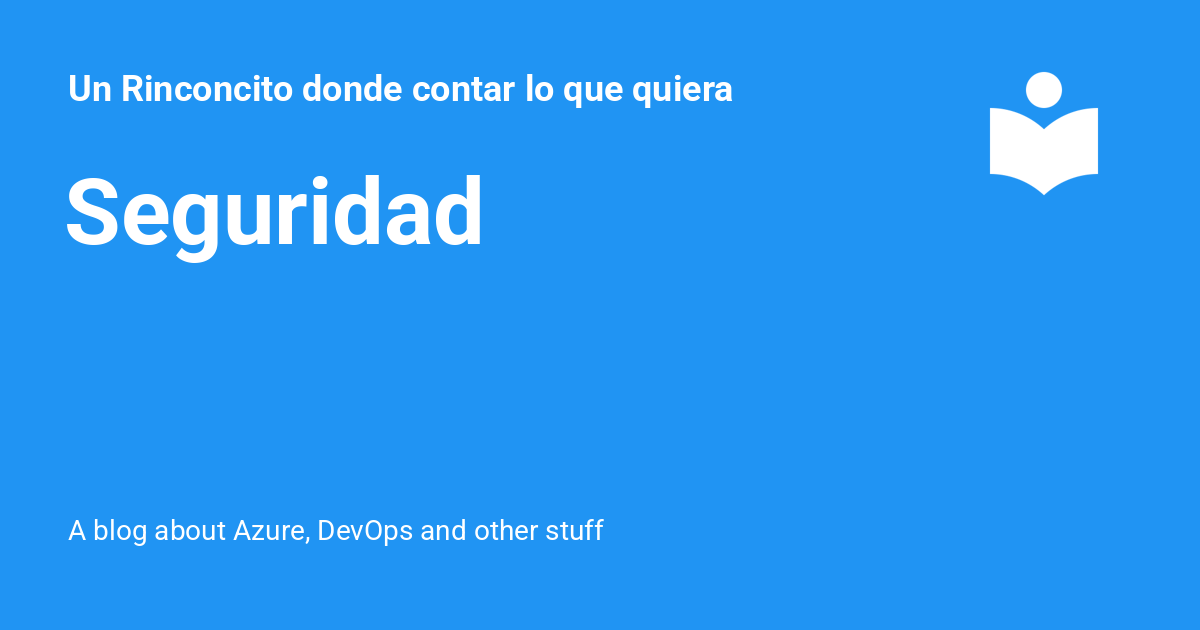 Un Rinconcito donde contar lo que quiera
Seguridad
A blog about Azure, DevOps and other stuff